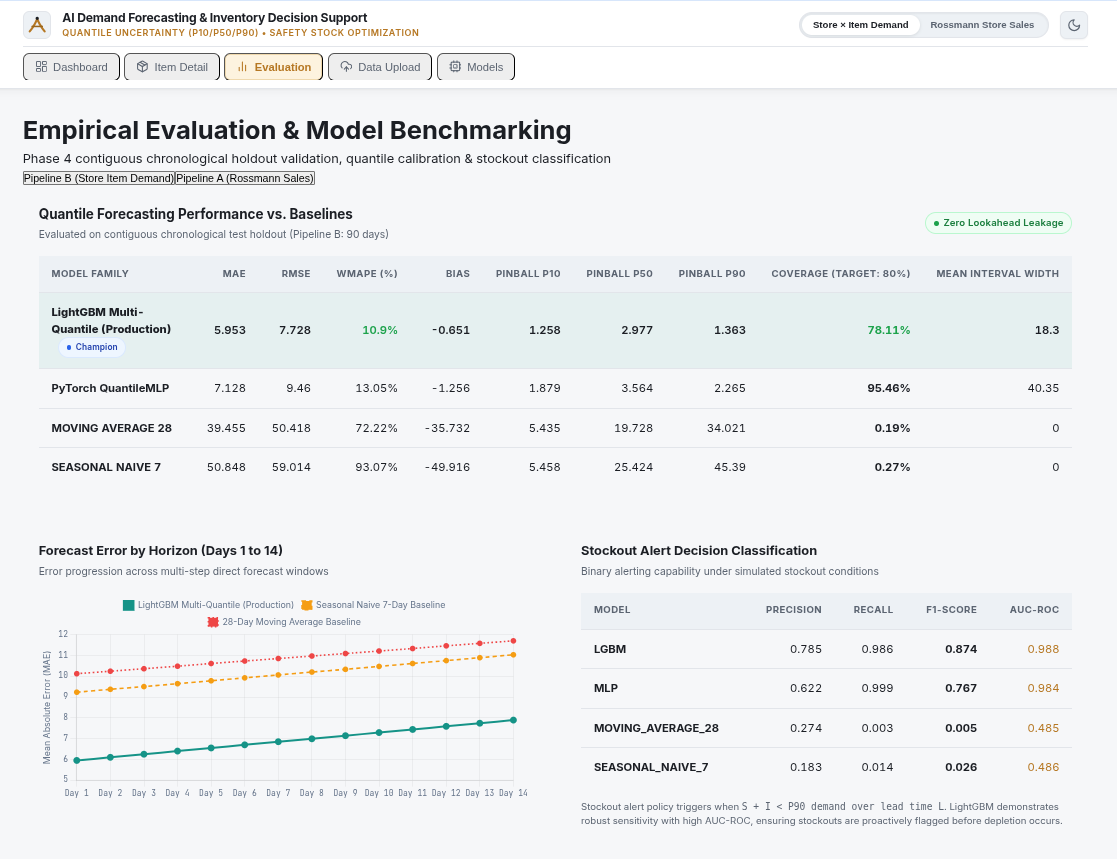 AI Demand Forecasting & Inventory Decision Support
QUANTILE UNCERTAINTY (P10/P50/P90) • SAFETY STOCK OPTIMIZATION
Store × Item Demand Rossmann Store Sales
Dashboard Item Detail Evaluation Data Upload Models
Empirical Evaluation & Model Benchmarking
Phase 4 contiguous chronological holdout validation, quantile calibration & stockout classification
Pipeline B (Store Item Demand) Pipeline A (Rossmann Sales)
Quantile Forecasting Performance vs. Baselines
Evaluated on contiguous chronological test holdout (Pipeline B: 90 days)
Zero Lookahead Leakage
MODEL FAMILY MAE RMSE WMAPE (%) BIAS PINBALL P10 PINBALL P50 PINBALL P90 COVERAGE (TARGET: 80%) MEAN INTERVAL WIDTH
LightGBM Multi-
Quantile (Production) 5.953 7.728 10.9% -0.651 1.258 2.977 1.363 78.11% 18.3
Champion
PyTorch QuantileMLP 7.128 9.46 13.05% -1.256 1.879 3.564 2.265 95.46% 40.35
MOVING AVERAGE 28 39.455 50.418 72.22% -35.732 5.435 19.728 34.021 0.19% 0
SEASONAL NAIVE 7 50.848 59.014 93.07% -49.916 5.458 25.424 45.39 0.27% 0
Forecast Error by Horizon (Days 1 to 14)
Error progression across multi-step direct forecast windows
LightGBM Multi-Quantile (Production) Seasonal Naive 7-Day Baseline
28-Day Moving Average Baseline
Mean Absolute Error (MAE)
12
11
10
9
8
7
6
5
Day 1 Day 2 Day 3 Day 4 Day 5 Day 6 Day 7 Day 8 Day 9 Day 10 Day 11 Day 12 Day 13 Day 14
Stockout Alert Decision Classification
Binary alerting capability under simulated stockout conditions
MODEL PRECISION RECALL F1-SCORE AUC-ROC
LGBM 0.785 0.986 0.874 0.988
MLP 0.622 0.999 0.767 0.984
MOVING_AVERAGE_28 0.274 0.003 0.005 0.485
SEASONAL_NAIVE_7 0.183 0.014 0.026 0.486
Stockout alert policy triggers when S + I < P90 demand over lead time L. LightGBM demonstrates
robust sensitivity with high AUC-ROC, ensuring stockouts are proactively flagged before depletion occurs.